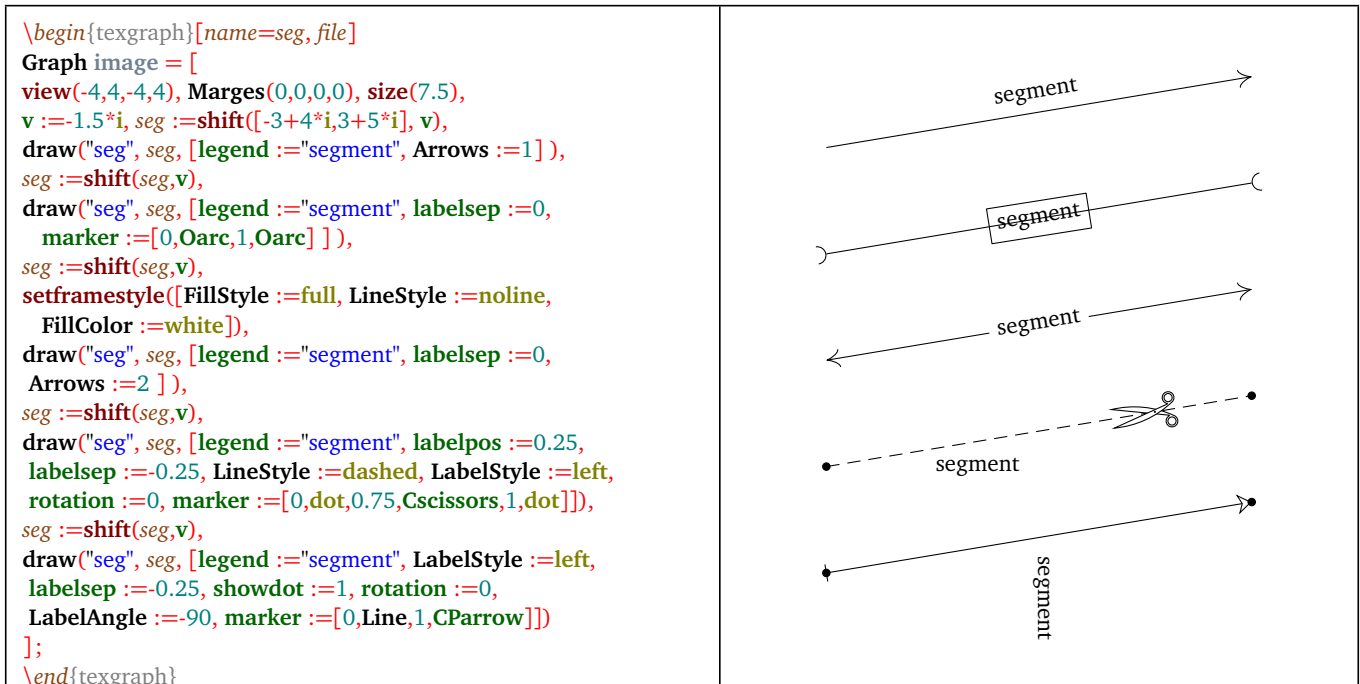 \begin{texgraph}[name=seg, file]
Graph image = [
view(-4,4,-4,4), Marges(0,0,0,0), size(7.5),
v :=-1.5*i, seg :=shift([-3+4*i,3+5*i], v),
draw("seg", seg, [legend :="segment", Arrows :=1] ),
seg :=shift(seg,v),
draw("seg", seg, [legend :="segment", labelsep :=0,
marker :=[0,Oarc,1,Oarc] ] ),
seg :=shift(seg,v),
setframestyle([FillStyle :=full, LineStyle :=noline,
FillColor :=white]),
draw("seg", seg, [legend :="segment", labelsep :=0,
Arrows :=2 ] ),
seg :=shift(seg,v),
draw("seg", seg, [legend :="segment", labelpos :=0.25,
labelsep :=-0.25, LineStyle :=dashed, LabelStyle :=left,
rotation :=0, marker :=[0,dot,0.75,Cscissors,1,dot]]),
seg :=shift(seg,v),
draw("seg", seg, [legend :="segment", LabelStyle :=left,
labelsep :=-0.25, showdot :=1, rotation :=0,
LabelAngle :=-90, marker :=[0,Line,1,CParrow]])
];
\end{texgraph}
segment
segment
segment
segment
segment